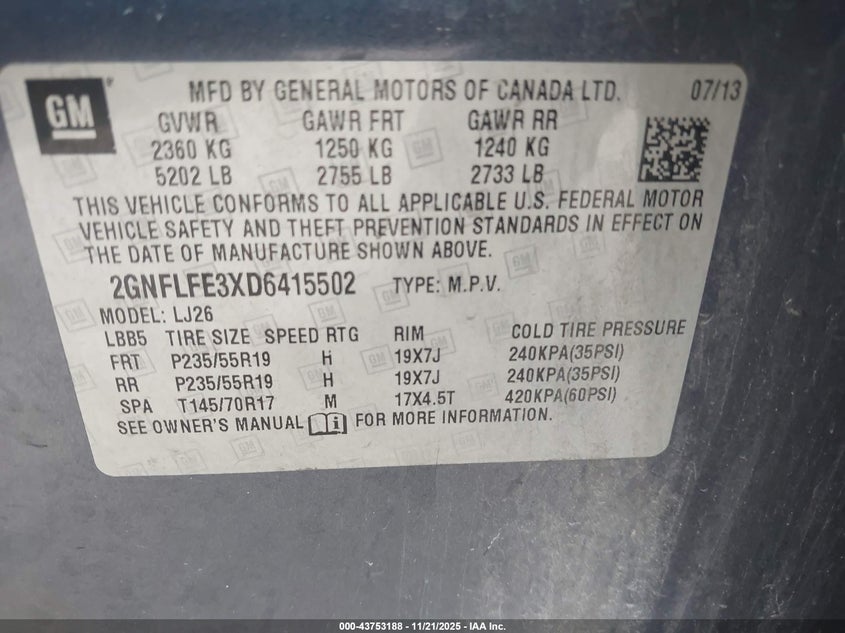 GM
MFD BY GENERAL MOTORS OF CANADA LTD. 07/13
GVWR GAWR FRT GAWR RR
2360 KG 1250 KG 1240 KG
5202 LB 2755 LB 2733 LB
THIS VEHICLE CONFORMS TO ALL APPLICABLE U.S. FEDERAL MOTOR
VEHICLE SAFETY AND THEFT PREVENTION STANDARDS IN EFFECT ON
THE DATE OF MANUFACTURE SHOWN ABOVE.
2GNFLFE3XD6415502 TYPE: M.P.V.
MODEL: LJ26
LBB5 TIRE SIZE SPEED RTG RIM COLD TIRE PRESSURE
FRT P235/55R19 H 19X7J 240KPA(35PSI)
RR P235/55R19 H 19X7J 240KPA(35PSI)
SPA T145/70R17 M 17X4.5T 420KPA(60PSI)
SEE OWNER'S MANUAL FOR MORE INFORMATION.
000-43753188 - 11/21/2025 - IAA Inc.